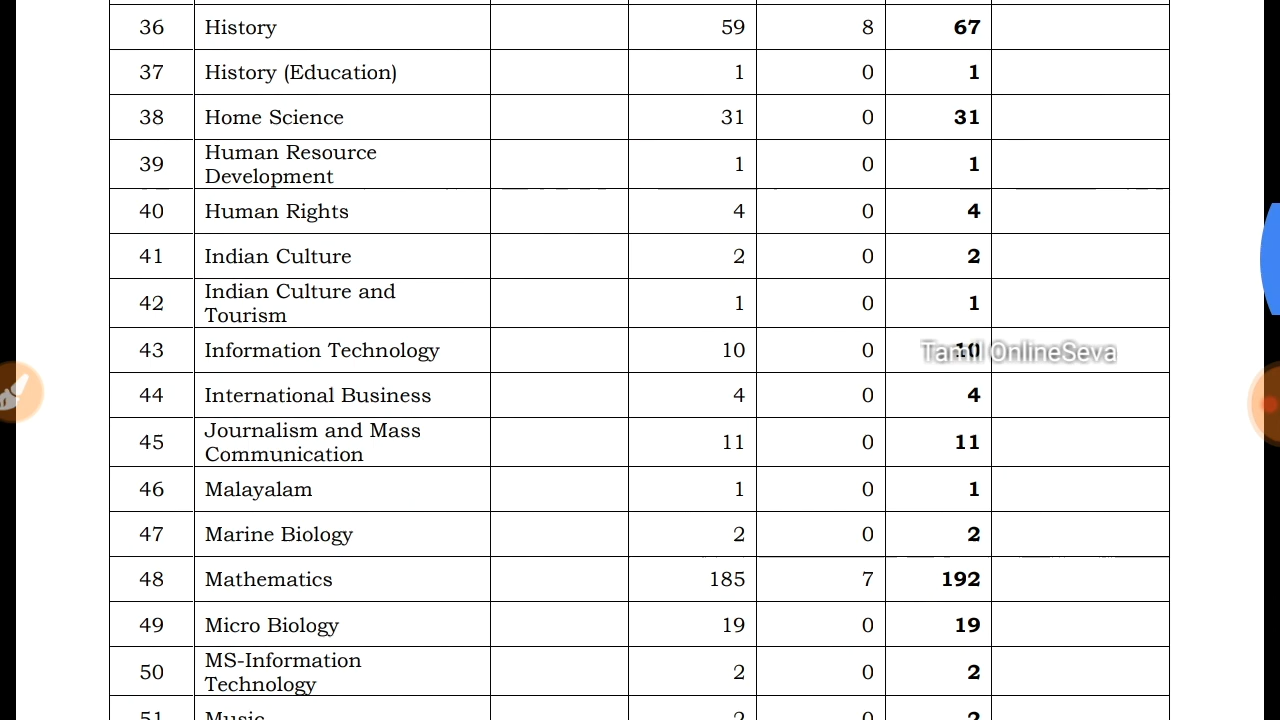 36 History 59 8 67
37 History (Education) 1 0 1
38 Home Science 31 0 31
39 Human Resource Development 1 0 1
40 Human Rights 4 0 4
41 Indian Culture 2 0 2
42 Indian Culture and Tourism 1 0 1
43 Information Technology 10 0 10
Tamil OnlineSeva
44 International Business 4 0 4
45 Journalism and Mass Communication 11 0 11
46 Malayalam 1 0 1
47 Marine Biology 2 0 2
48 Mathematics 185 7 192
49 Micro Biology 19 0 19
50 MS-Information Technology 2 0 2
51 Music 2 0 2